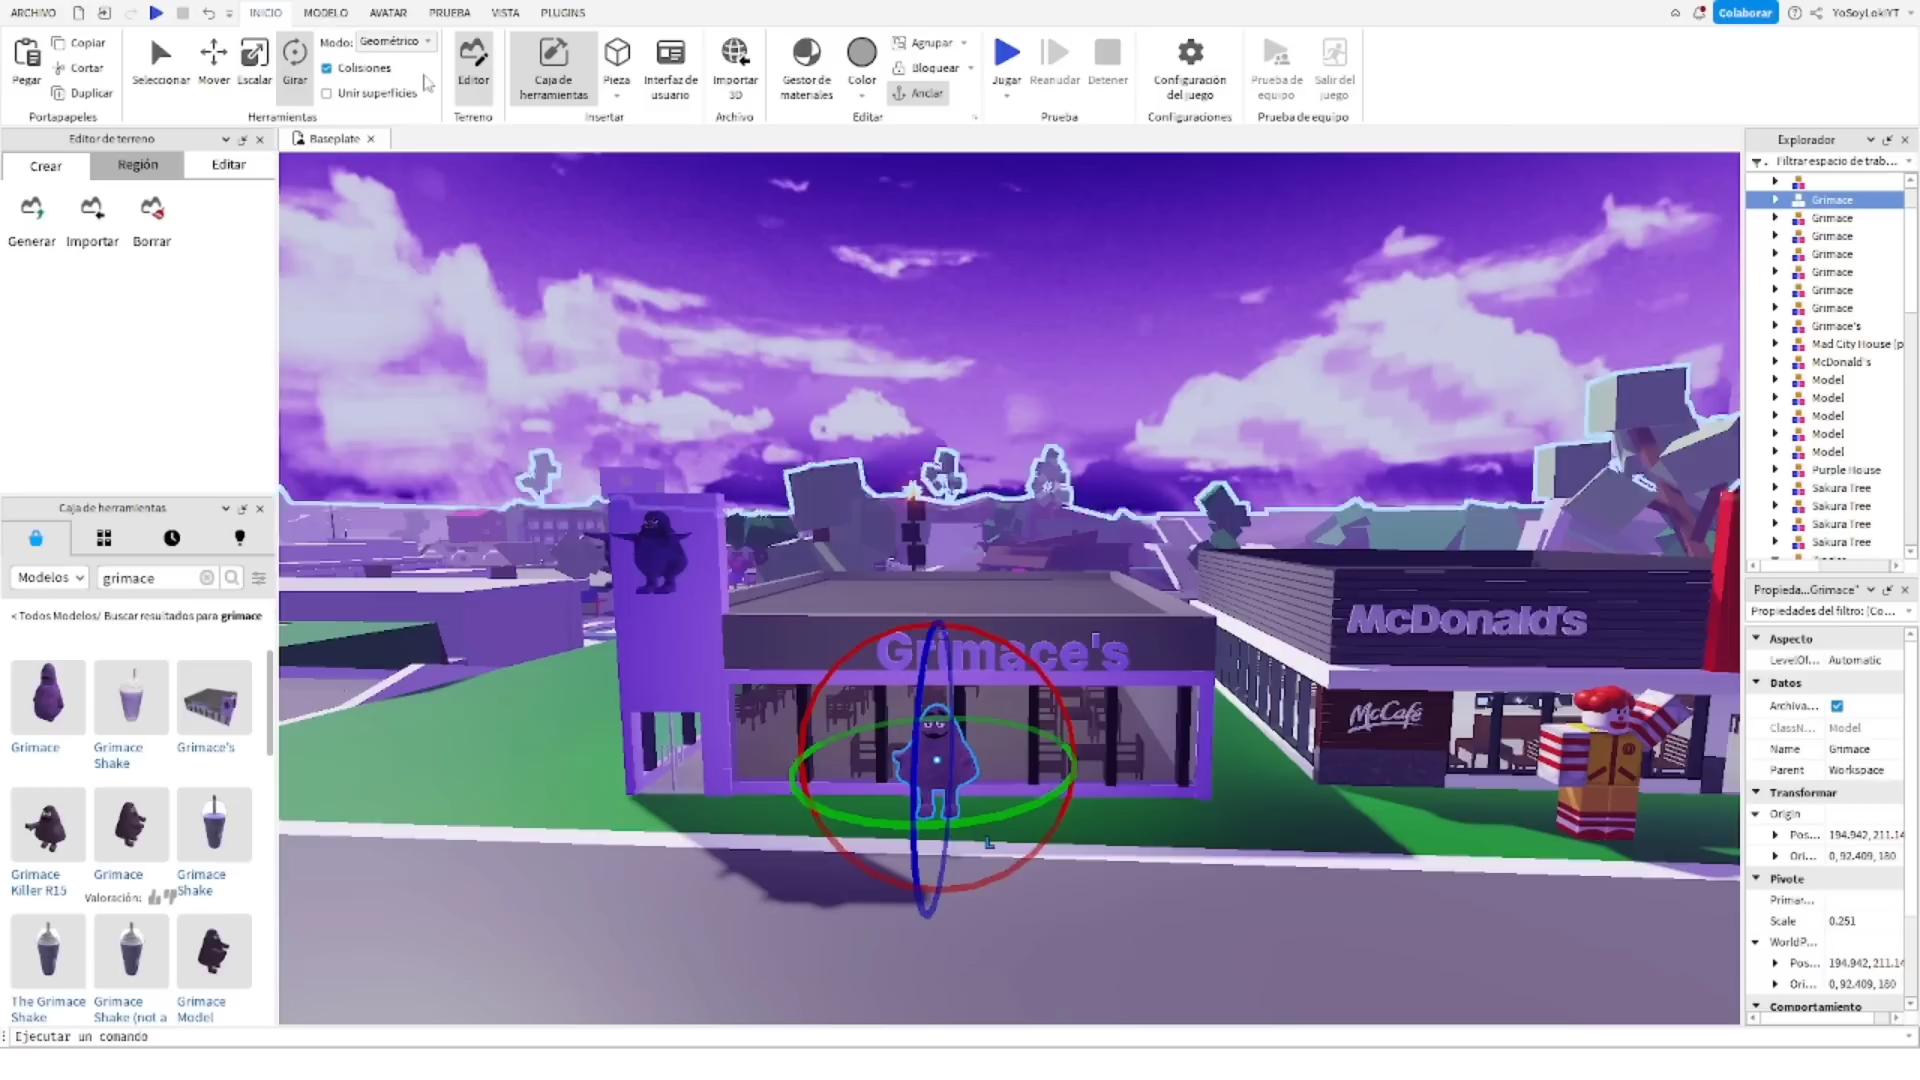 ARCHIVO INICIO MODELO AVATAR PRUEBA VISTA PLUGINS Colaborar YoSoyLokiYT
Pegar
Copiar
Cortar
Duplicar
Portapapeles
Seleccionar Mover Escalar Girar
Modo: Geométrico
Colisiones
Unir superficies
Herramientas
Editor
Terreno
Caja de herramientas
Pieza
Interfaz de usuario
Insertar
Importar 3D
Archivo
Gestor de materiales
Color
Agrupar
Bloquear
Anclar
Editar
Jugar Reanudar Detener
Prueba
Configuración del juego
Configuraciones
Prueba de equipo
Salir del juego
Prueba de equipo
Editor de terreno
Crear Región Editar
Generar Importar Borrar
Baseplate
Caja de herramientas
Modelos grimace
< Todos Modelos/ Buscar resultados para grimace
Grimace
Grimace Shake
Grimace's
Grimace Killer R15
Grimace
Grimace Shake
Valoración:
The Grimace Shake
Grimace Shake (not a
Grimace Model
Grimace's
McDonald's
McCafé
L
Explorador
Filtrar espacio de trab...
Grimace
Grimace
Grimace
Grimace
Grimace
Grimace
Grimace
Grimace's
Mad City House (p
McDonald's
Model
Model
Model
Model
Model
Purple House
Sakura Tree
Sakura Tree
Sakura Tree
Sakura Tree
Propieda...Grimace"
Propiedades del filtro: (Co...
Aspecto
LevelOf... Automatic
Datos
Archiva...
ClassN... Model
Name Grimace
Parent Workspace
Transformar
Origin
Pos... 194.942, 211.14
Ori... 0, 92.409, 180
Pivote
Primar...
Scale 0.251
WorldP...
Pos... 194.942, 211.14
Ori... 0, 92.409, 180
Comportamiento
Ejecutar un comando